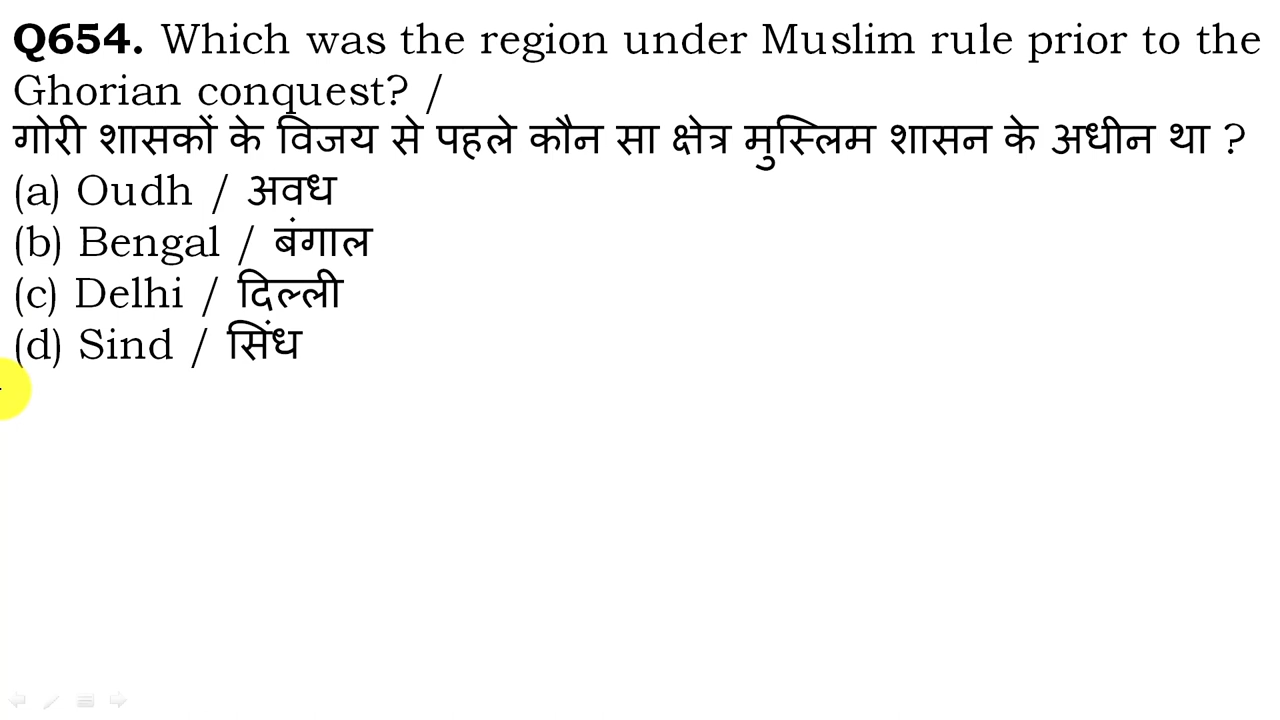 Q654. Which was the region under Muslim rule prior to the
Ghorian conquest? /
गोरी शासकों के विजय से पहले कौन सा क्षेत्र मुस्लिम शासन के अधीन था ?
(a) Oudh / अवध
(b) Bengal / बंगाल
(c) Delhi / दिल्ली
(d) Sind / सिंध